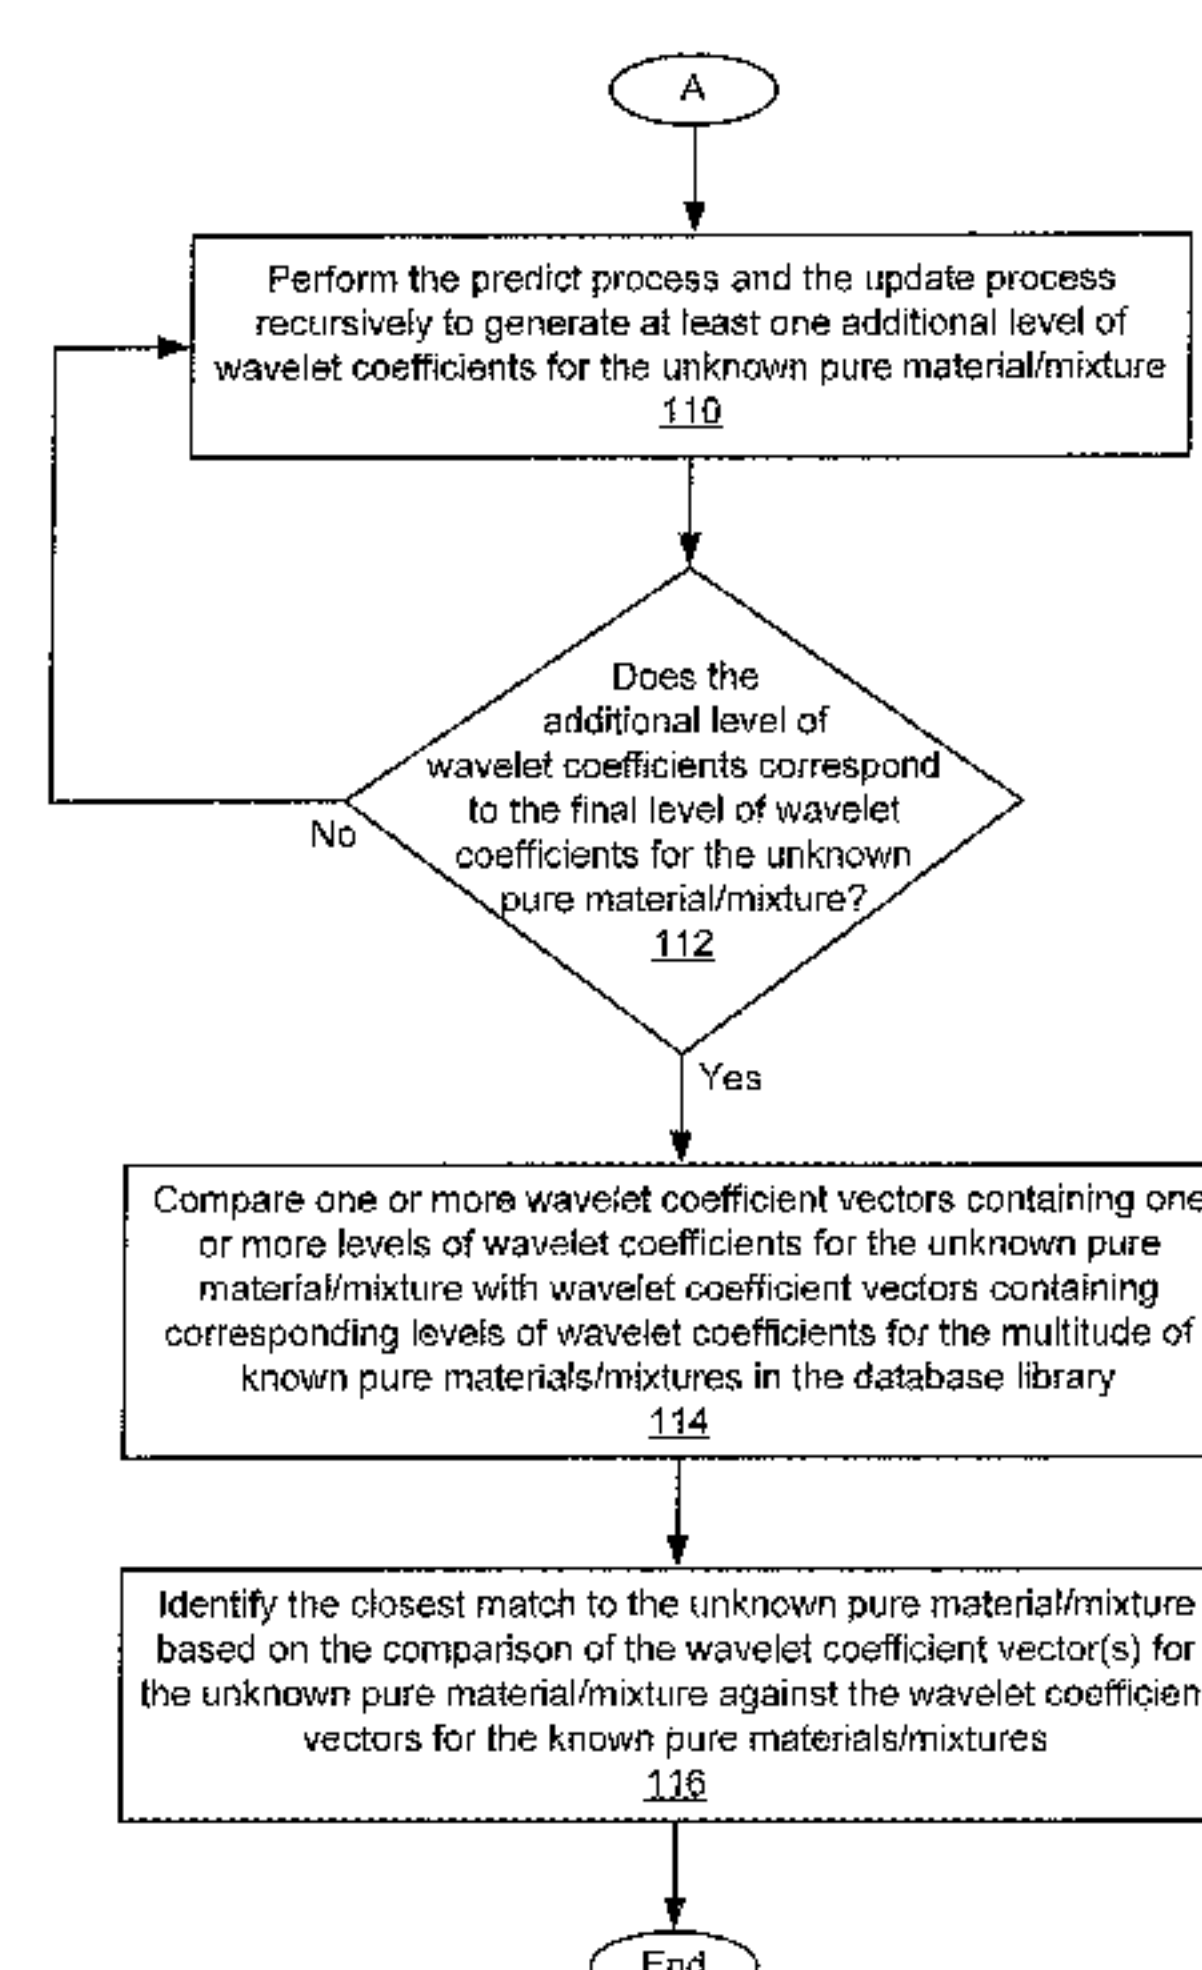 A
Perform the predict process and the update process
recursively to generate at least one additional level of
wavelet coefficients for the unknown pure material/mixture
110
Does the
additional level of
wavelet coefficients correspond
to the final level of wavelet
coefficients for the unknown
pure material/mixture?
112
No
Yes
Compare one or more wavelet coefficient vectors containing one
or more levels of wavelet coefficients for the unknown pure
material/mixture with wavelet coefficient vectors containing
corresponding levels of wavelet coefficients for the multitude of
known pure materials/mixtures in the database library
114
Identify the closest match to the unknown pure material/mixture
based on the comparison of the wavelet coefficient vector(s) for
the unknown pure material/mixture against the wavelet coefficien
vectors for the known pure materials/mixtures
116
End